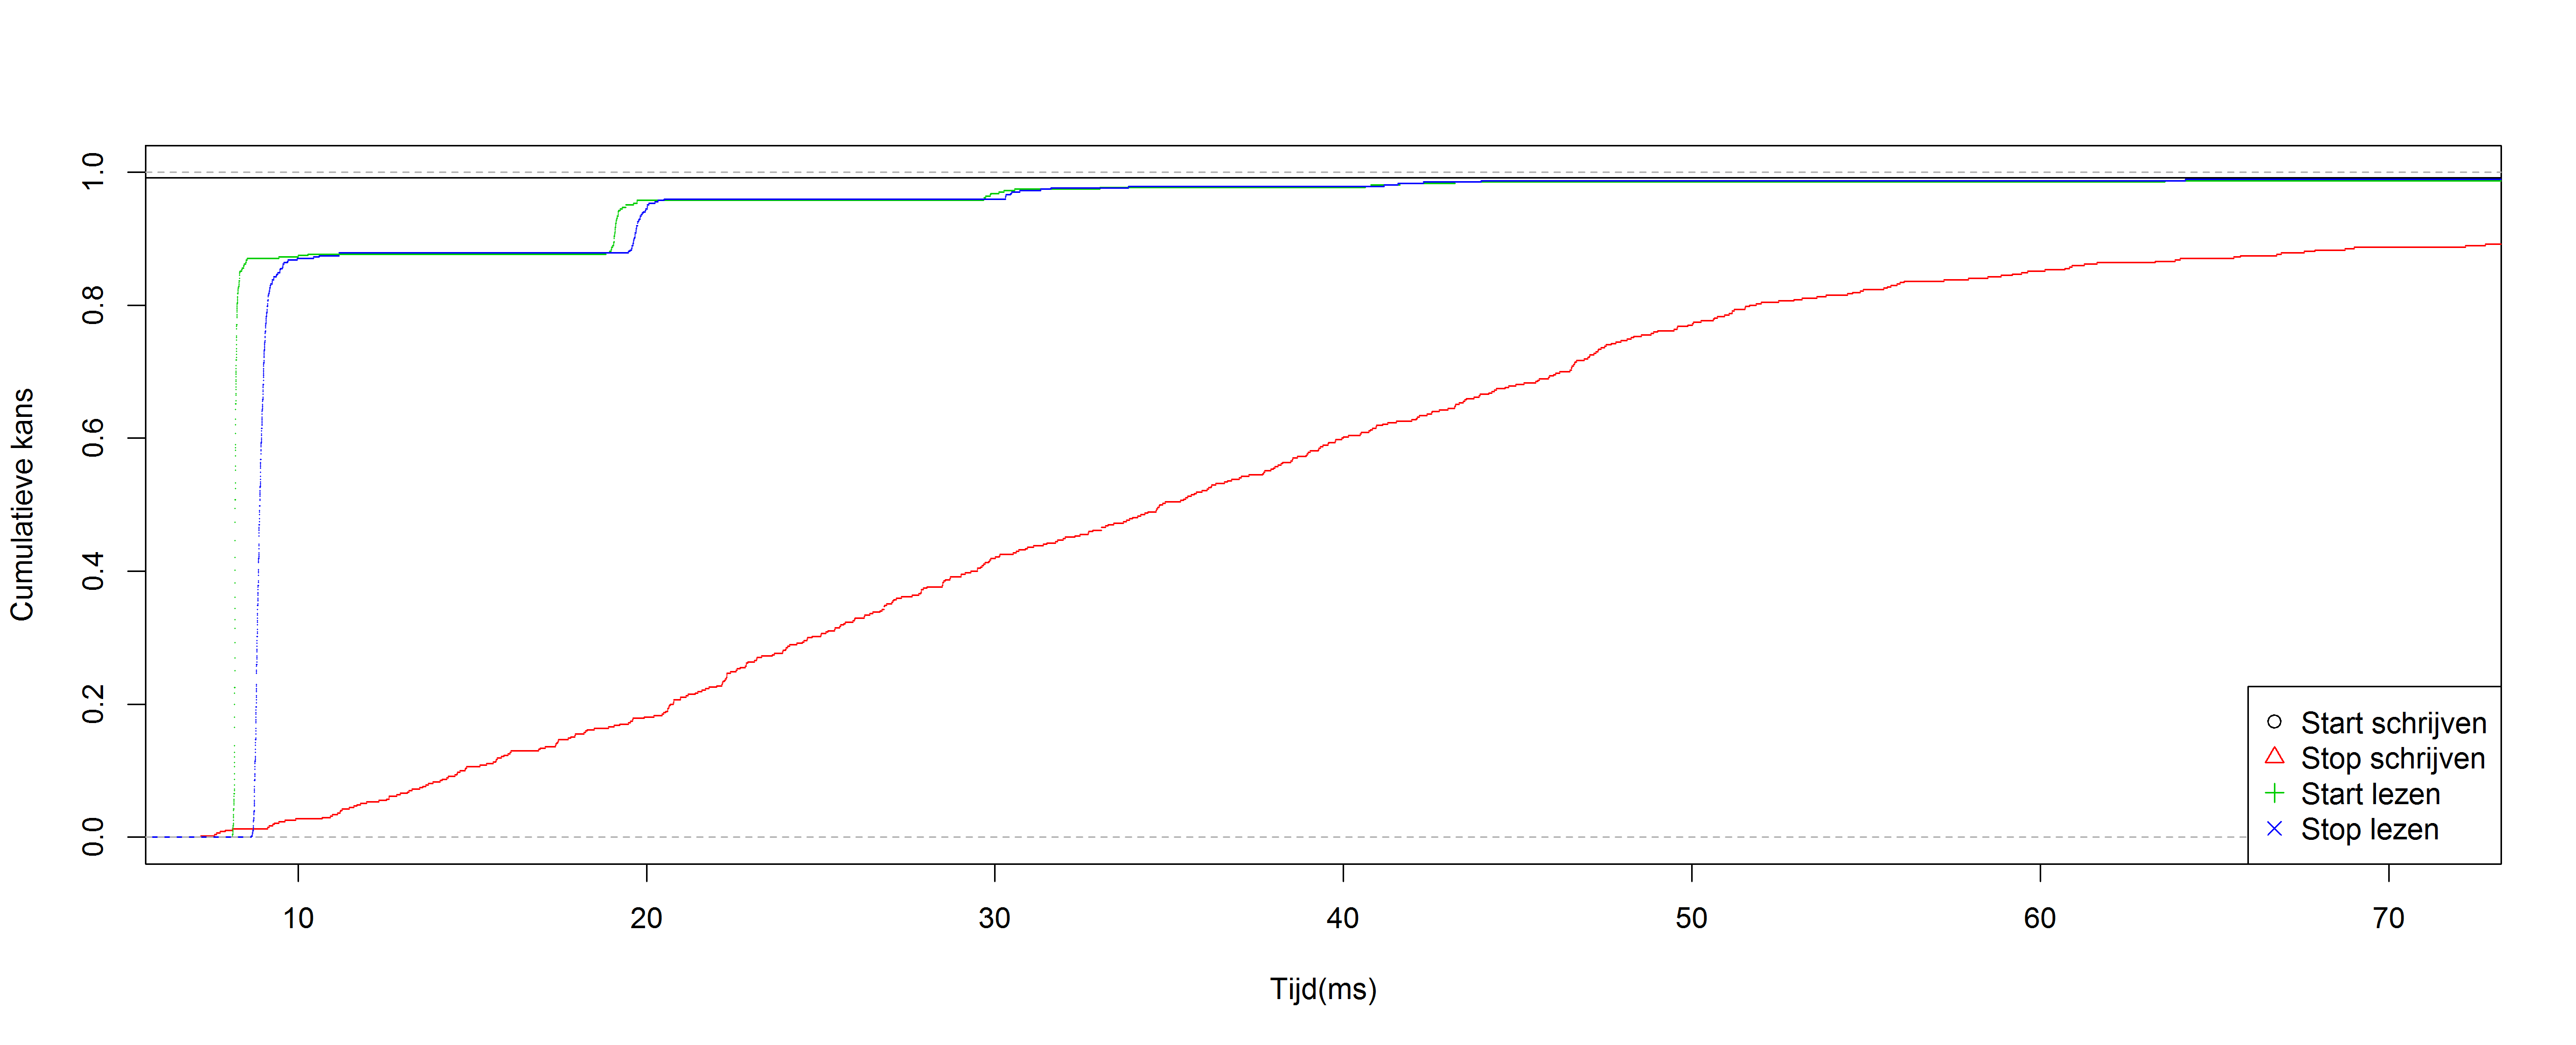 Cumulatieve kans
1.0
0.8
0.6
0.4
0.2
0.0
10 20 30 40 50 60 70
Tijd(ms)
Start schrijven
Stop schrijven
Start lezen
Stop lezen